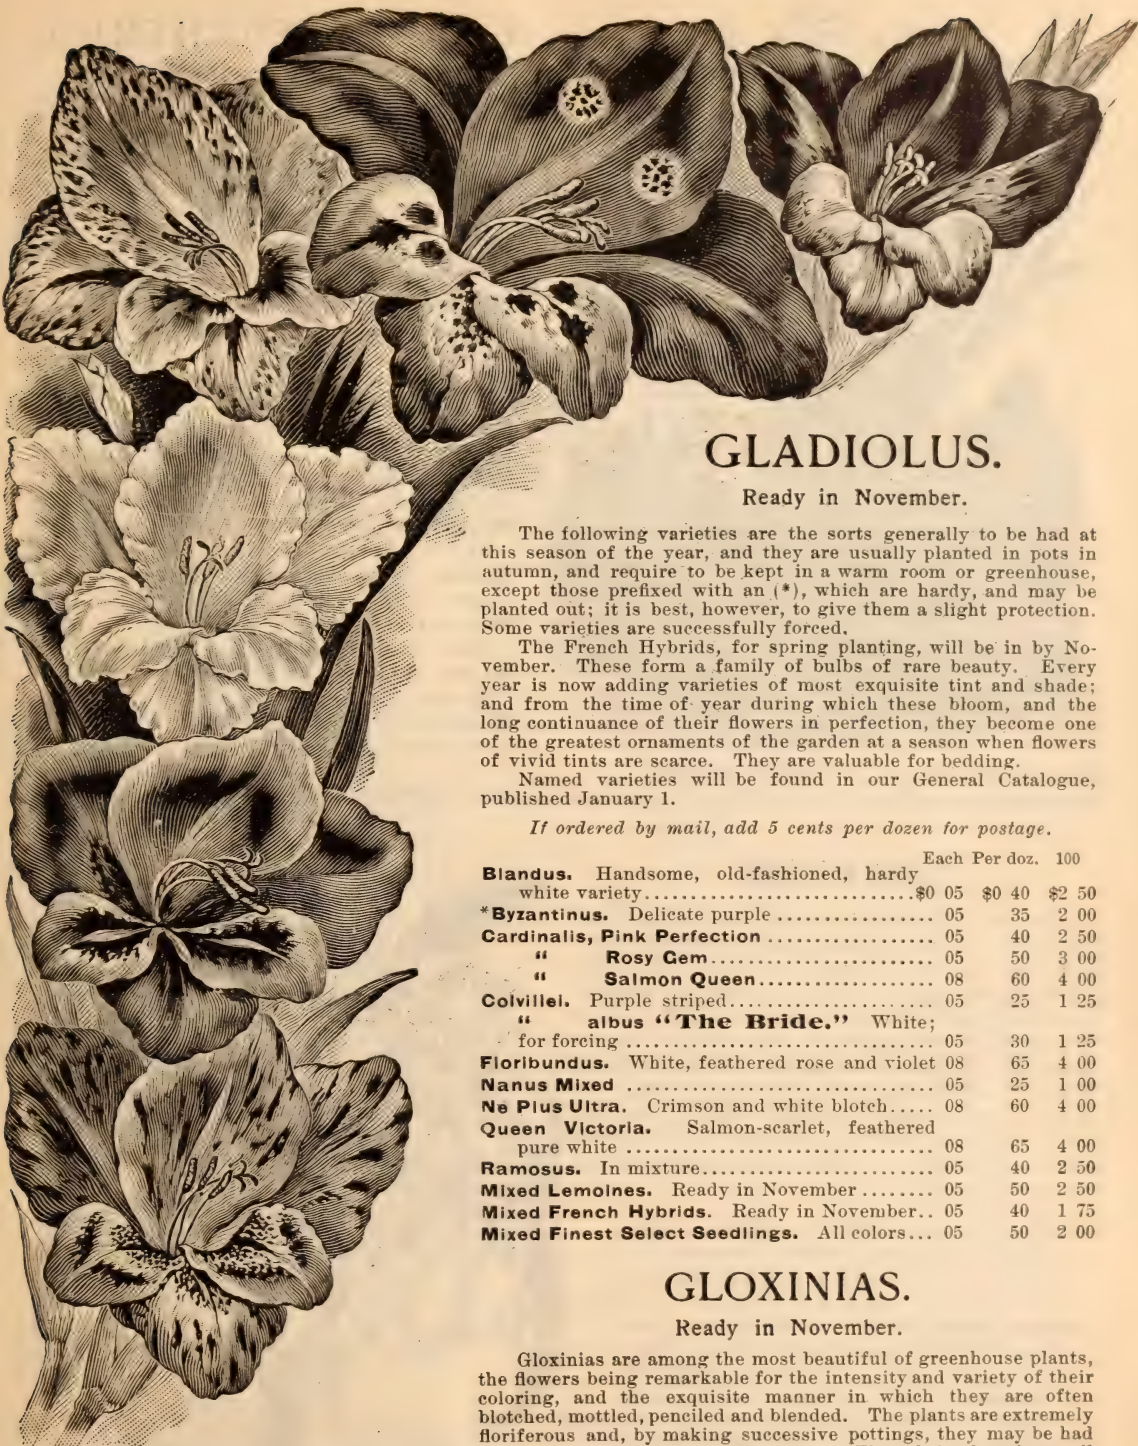 GLADIOLUS.
Ready in November.
The following varieties are the sorts generally to be had at
this season of the year, and they are usually planted in pots in
autumn, and require to be kept in a warm room or greenhouse,
except those prefixed with an (*), which are hardy, and may be
planted out; it is best, however, to give them a slight protection.
Some varieties are successfully forced.
The French Hybrids, for spring planting, will be in by No-
vember. These form a family of bulbs of rare beauty. Every
year is now adding varieties of most exquisite tint and shade;
and from the time of year during which these bloom, and the
long continuance of their flowers in perfection, they become one
of the greatest ornaments of the garden at a season when flowers
of vivid tints are scarce. They are valuable for bedding.
Named varieties will be found in our General Catalogue,
published January 1.
If ordered by mail, add 5 cents per dozen for postage.
Each Per doz. 100
Blandus. Handsome, old-fashioned, hardy
white variety..............................$0 05 $0 40 $2 50
*Byzantinus. Delicate purple ................. 05 35 2 00
Cardinalis, Pink Perfection .................. 05 40 2 50
" Rosy Gem........................ 05 50 3 00
" Salmon Queen................... 08 60 4 00
Colvillei. Purple striped...................... 05 25 1 25
" albus "The Bride." White;
for forcing ................................. 05 30 1 25
Floribundus. White, feathered rose and violet 08 65 4 00
Nanus Mixed ................................. 05 25 1 00
Ne Plus Ultra. Crimson and white blotch..... 08 60 4 00
Queen Victoria. Salmon-scarlet, feathered
pure white ................................. 08 65 4 00
Ramosus. In mixture......................... 05 40 2 50
Mixed Lemoines. Ready in November ........ 05 50 2 50
Mixed French Hybrids. Ready in November.. 05 40 1 75
Mixed Finest Select Seedlings. All colors... 05 50 2 00
GLOXINIAS.
Ready in November.
Gloxinias are among the most beautiful of greenhouse plants,
the flowers being remarkable for the intensity and variety of their
coloring, and the exquisite manner in which they are often
blotched, mottled, penciled and blended. The plants are extremely
floriferous and, by making successive pottings, they may be had